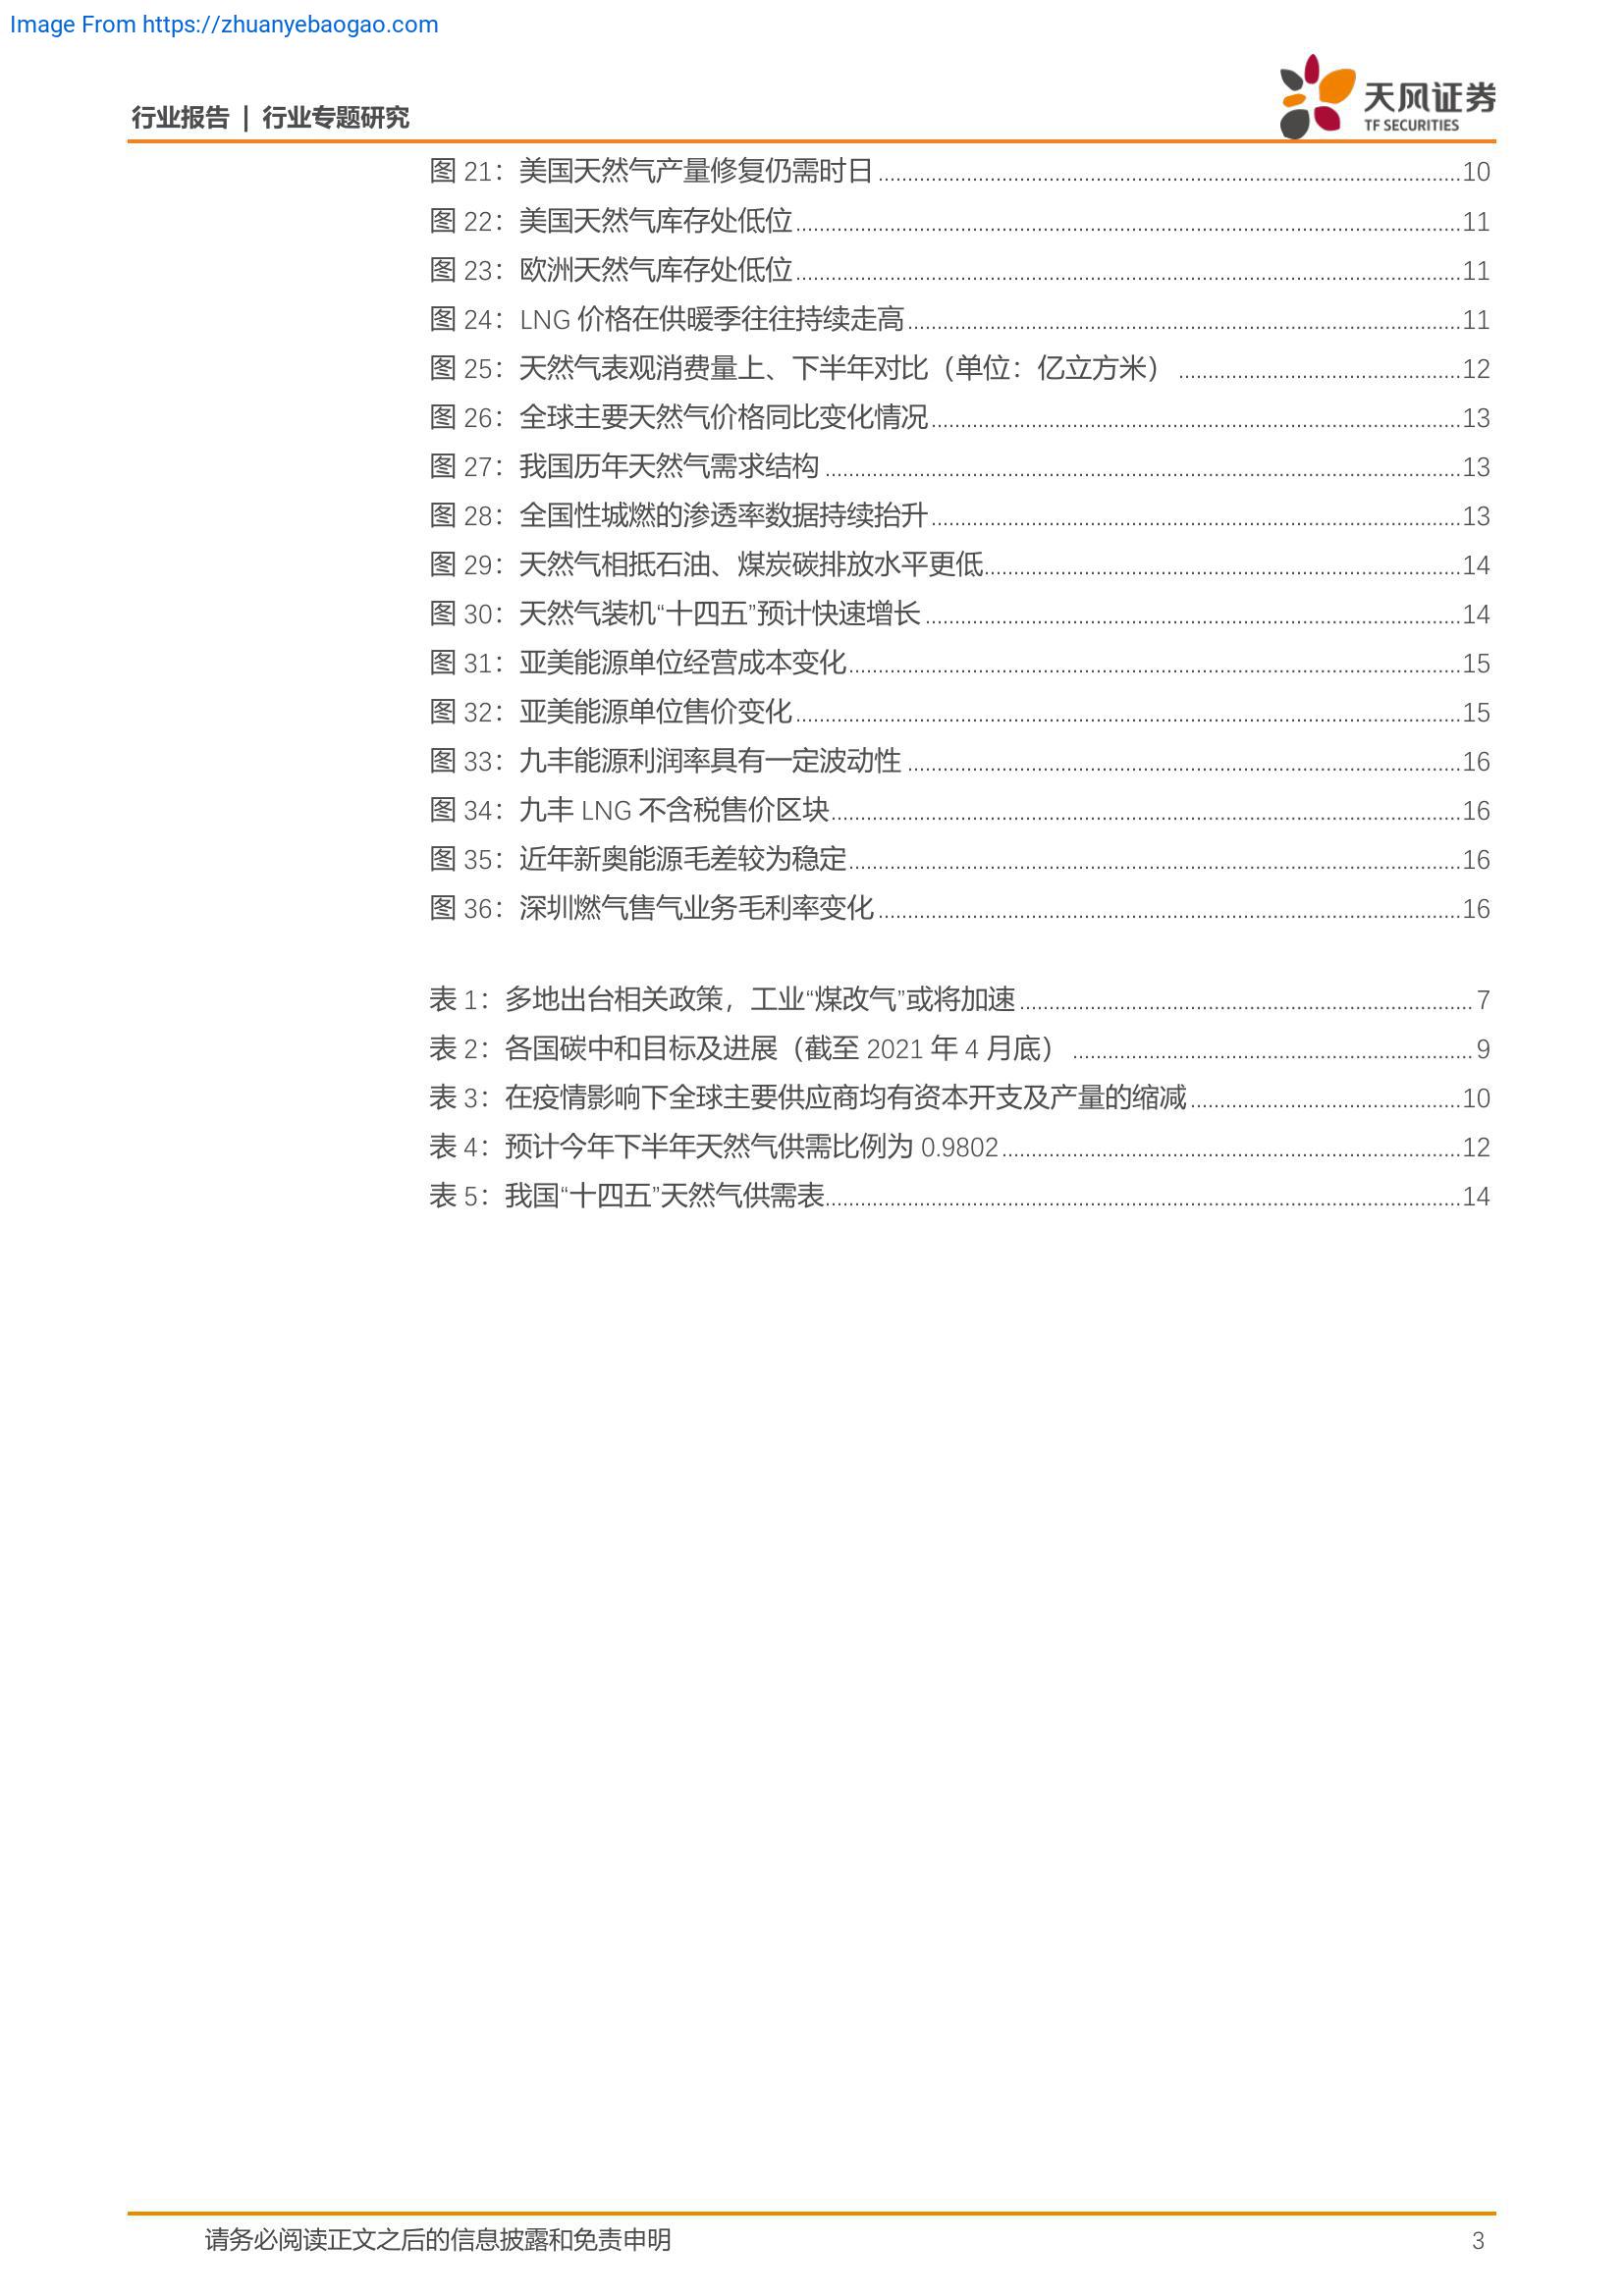 Image From https://zhuanyebaogao.com
行业报告 | 行业专题研究
天风证券
TF SECURITIES
图 21：美国天然气产量修复仍需时日 10
图 22：美国天然气库存处低位 11
图 23：欧洲天然气库存处低位 11
图 24：LNG 价格在供暖季往往持续走高 11
图 25：天然气表观消费量上、下半年对比（单位：亿立方米） 12
图 26：全球主要天然气价格同比变化情况 13
图 27：我国历年天然气需求结构 13
图 28：全国性城燃的渗透率数据持续抬升 13
图 29：天然气相抵石油、煤炭碳排放水平更低 14
图 30：天然气装机“十四五”预计快速增长 14
图 31：亚美能源单位经营成本变化 15
图 32：亚美能源单位售价变化 15
图 33：九丰能源利润率具有一定波动性 16
图 34：九丰 LNG 不含税售价区块 16
图 35：近年新奥能源毛差较为稳定 16
图 36：深圳燃气售气业务毛利率变化 16
表 1：多地出台相关政策，工业“煤改气”或将加速 7
表 2：各国碳中和目标及进展（截至 2021 年 4 月底） 9
表 3：在疫情影响下全球主要供应商均有资本开支及产量的缩减 10
表 4：预计今年下半年天然气供需比例为 0.9802 12
表 5：我国“十四五”天然气供需表 14
请务必阅读正文之后的信息披露和免责申明 3